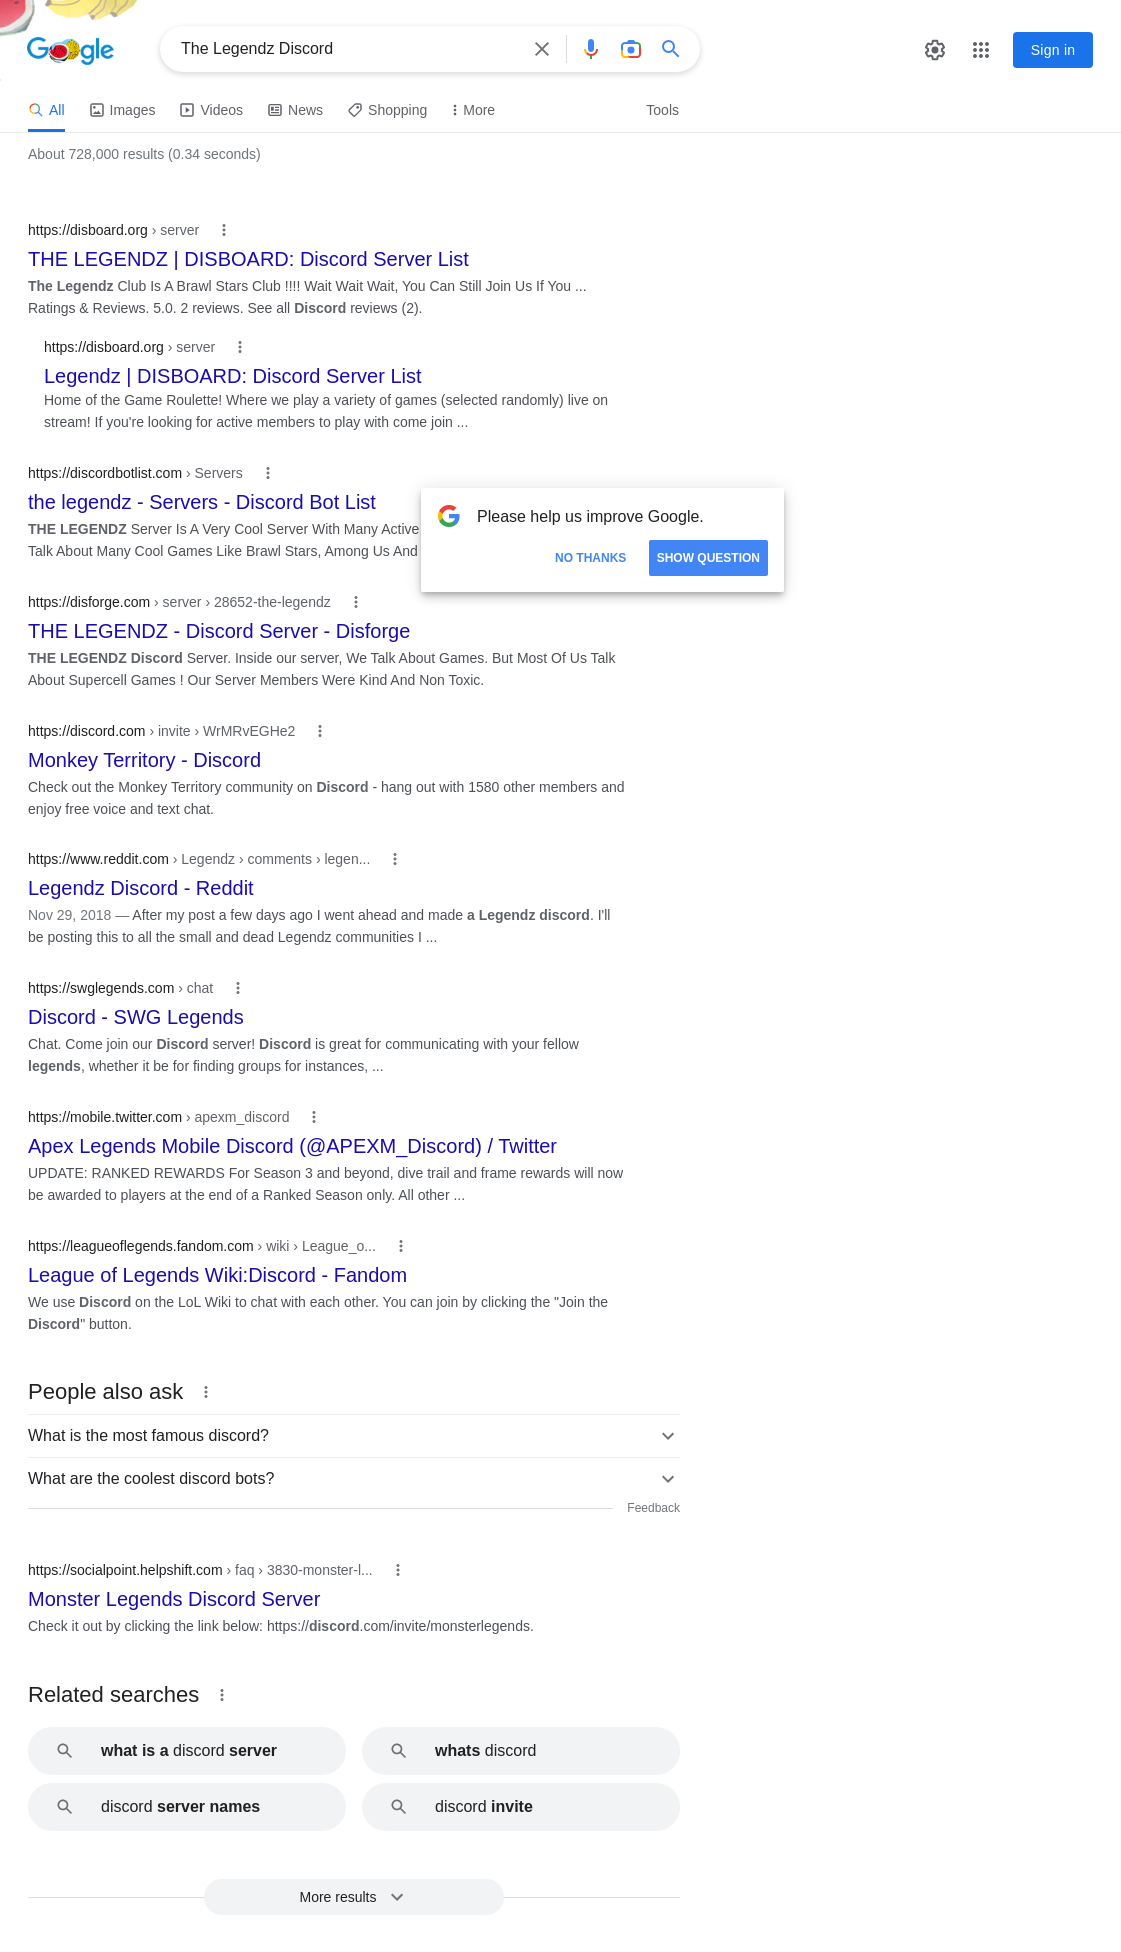 Google
The Legendz Discord
Sign in
All
Images
Videos
News
Shopping
More
Tools
About 728,000 results (0.34 seconds)
https://disboard.org › server
THE LEGENDZ | DISBOARD: Discord Server List
The Legendz Club Is A Brawl Stars Club !!!! Wait Wait Wait, You Can Still Join Us If You ...
Ratings & Reviews. 5.0. 2 reviews. See all Discord reviews (2).
https://disboard.org › server
Legendz | DISBOARD: Discord Server List
Home of the Game Roulette! Where we play a variety of games (selected randomly) live on
stream! If you're looking for active members to play with come join ...
https://discordbotlist.com › Servers
the legendz - Servers - Discord Bot List
THE LEGENDZ Server Is A Very Cool Server With Many Active
Talk About Many Cool Games Like Brawl Stars, Among Us And
Please help us improve Google.
NO THANKS
SHOW QUESTION
https://disforge.com › server › 28652-the-legendz
THE LEGENDZ - Discord Server - Disforge
THE LEGENDZ Discord Server. Inside our server, We Talk About Games. But Most Of Us Talk
About Supercell Games ! Our Server Members Were Kind And Non Toxic.
https://discord.com › invite › WrMRvEGHe2
Monkey Territory - Discord
Check out the Monkey Territory community on Discord - hang out with 1580 other members and
enjoy free voice and text chat.
https://www.reddit.com › Legendz › comments › legen...
Legendz Discord - Reddit
Nov 29, 2018 — After my post a few days ago I went ahead and made a Legendz discord. I'll
be posting this to all the small and dead Legendz communities I ...
https://swglegends.com › chat
Discord - SWG Legends
Chat. Come join our Discord server! Discord is great for communicating with your fellow
legends, whether it be for finding groups for instances, ...
https://mobile.twitter.com › apexm_discord
Apex Legends Mobile Discord (@APEXM_Discord) / Twitter
UPDATE: RANKED REWARDS For Season 3 and beyond, dive trail and frame rewards will now
be awarded to players at the end of a Ranked Season only. All other ...
https://leagueoflegends.fandom.com › wiki › League_o...
League of Legends Wiki:Discord - Fandom
We use Discord on the LoL Wiki to chat with each other. You can join by clicking the "Join the
Discord" button.
People also ask
What is the most famous discord?
What are the coolest discord bots?
Feedback
https://socialpoint.helpshift.com › faq › 3830-monster-l...
Monster Legends Discord Server
Check it out by clicking the link below: https://discord.com/invite/monsterlegends.
Related searches
what is a discord server
whats discord
discord server names
discord invite
More results